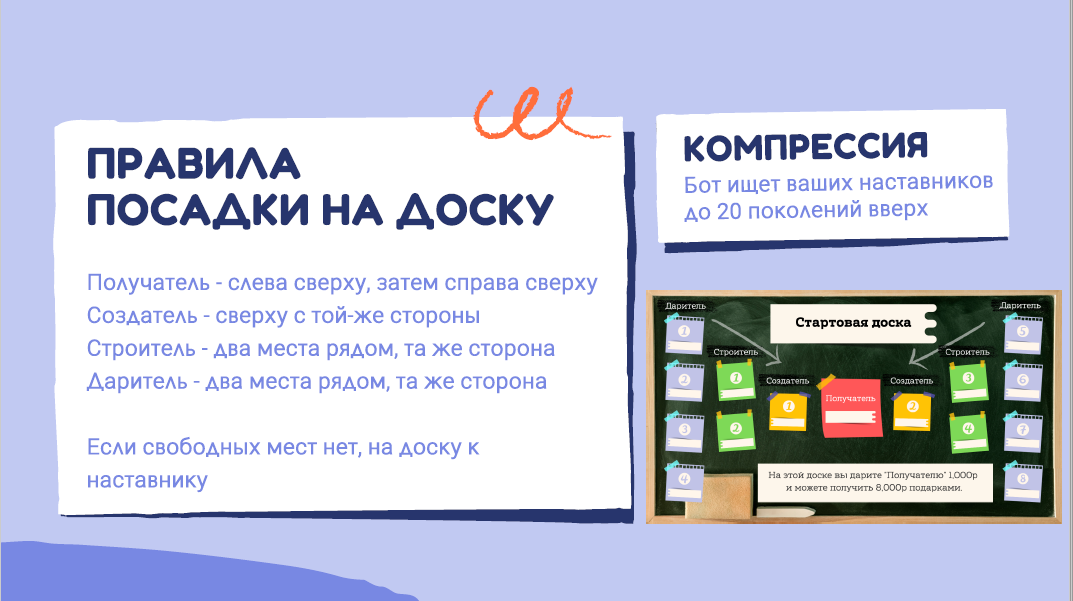 ПРАВИЛА
ПОСАДКИ НА ДОСКУ
Получатель - слева сверху, затем справа сверху
Создатель - сверху с той-же стороны
Строитель - два места рядом, та же сторона
Даритель - два места рядом, та же сторона
Если свободных мест нет, на доску к
наставнику
КОМПРЕССИЯ
Бот ищет ваших наставников
до 20 поколений вверх
Даритель
Стартовая доска
Даритель
1
5
Строитель
Строитель
2
1
Создатель
Получатель
Создатель
3
6
1
2
3
2
4
7
4
8
На этой доске вы дарите "Получателю" 1,000р
и можете получить 8,000р подарками.